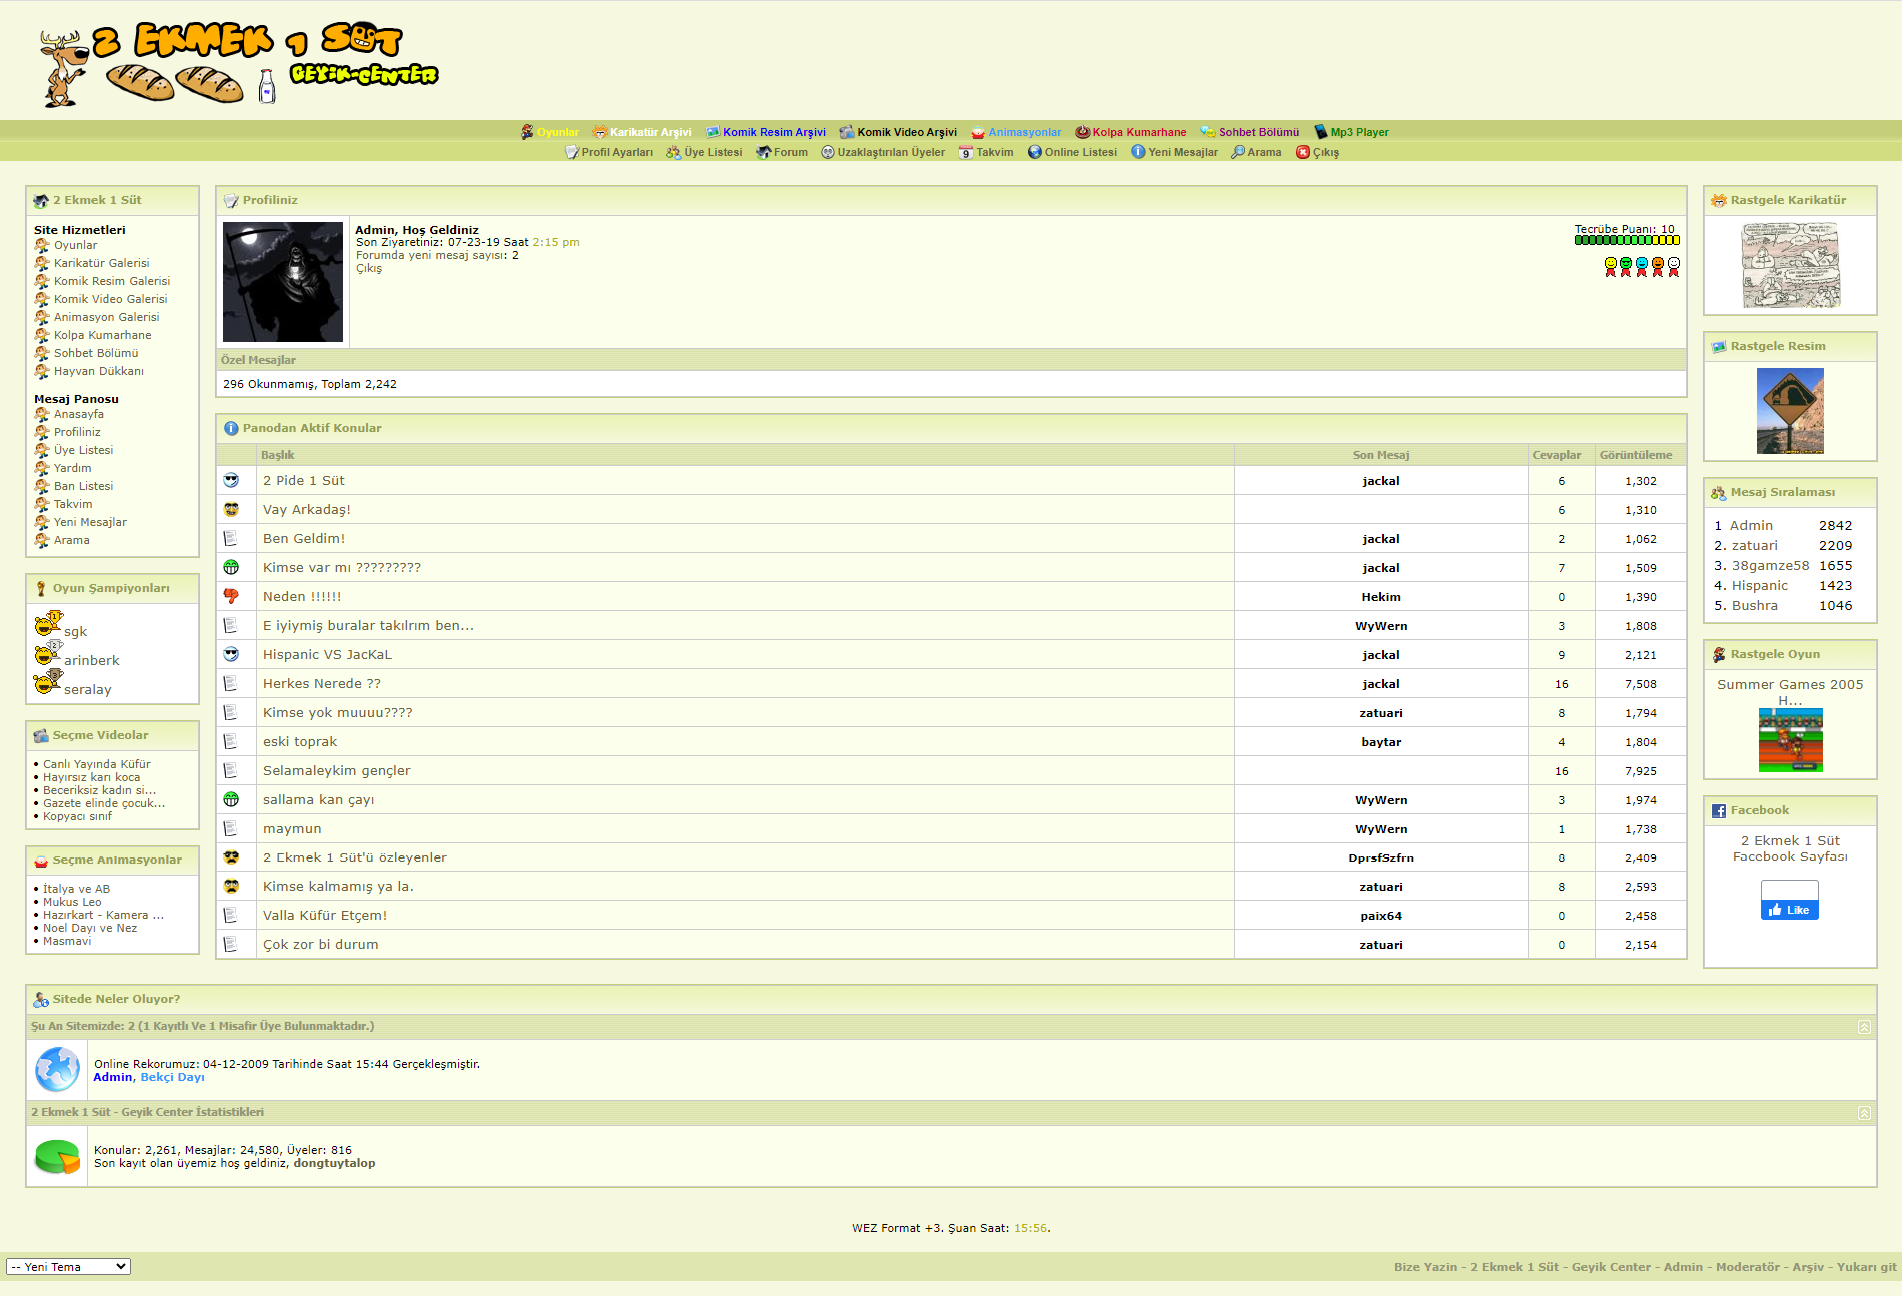 2 EKMEK 1 SÜT
GEYİK-CENTER
Oyunlar Karikatür Arşivi Komik Resim Arşivi Komik Video Arşivi Animasyonlar Kolpa Kumarhane Sohbet Bölümü Mp3 Player
Profil Ayarları Üye Listesi Forum Uzaklaştırılan Üyeler Takvim Online Listesi Yeni Mesajlar Arama Çıkış
2 Ekmek 1 Süt
Site Hizmetleri
Oyunlar
Karikatür Galerisi
Komik Resim Galerisi
Komik Video Galerisi
Animasyon Galerisi
Kolpa Kumarhane
Sohbet Bölümü
Hayvan Dükkanı
Mesaj Panosu
Anasayfa
Profiliniz
Üye Listesi
Yardım
Ban Listesi
Takvim
Yeni Mesajlar
Arama
Oyun Şampiyonları
sgk
arinberk
seralay
Seçme Videolar
• Canlı Yayında Küfür
• Hayırsız karı koca
• Beceriksiz kadın si...
• Gazete elinde çocuk...
• Kopyacı sınıf
Seçme Animasyonlar
• İtalya ve AB
• Mukus Leo
• Hazırkart - Kamera ...
• Noel Dayı ve Nez
• Masmavi
Profiliniz
Admin, Hoş Geldiniz
Son Ziyaretiniz: 07-23-19 Saat 2:15 pm
Forumda yeni mesaj sayısı: 2
Çıkış
Tecrübe Puanı: 10
Özel Mesajlar
296 Okunmamış, Toplam 2,242
Panodan Aktif Konular
Başlık Son Mesaj Cevaplar Görüntüleme
2 Pide 1 Süt jackal 6 1,302
Vay Arkadaş! 6 1,310
Ben Geldim! jackal 2 1,062
Kimse var mı ????????? jackal 7 1,509
Neden !!!!!! Hekim 0 1,390
E iyiymiş buralar takılrım ben... WyWern 3 1,808
Hispanic VS JacKaL jackal 9 2,121
Herkes Nerede ?? jackal 16 7,508
Kimse yok muuuu???? zatuari 8 1,794
eski toprak baytar 4 1,804
Selamaleykim gençler 16 7,925
sallama kan çayı WyWern 3 1,974
maymun WyWern 1 1,738
2 Ekmek 1 Süt'ü özleyenler DprsfSzfrn 8 2,409
Kimse kalmamış ya la. zatuari 8 2,593
Valla Küfür Etçem! paix64 0 2,458
Çok zor bi durum zatuari 0 2,154
Rastgele Karikatür
Rastgele Resim
Mesaj Sıralaması
1 Admin 2842
2. zatuari 2209
3. 38gamze58 1655
4. Hispanic 1423
5. Bushra 1046
Rastgele Oyun
Summer Games 2005
H...
Facebook
2 Ekmek 1 Süt
Facebook Sayfası
Like
Sitede Neler Oluyor?
Şu An Sitemizde: 2 (1 Kayıtlı Ve 1 Misafir Üye Bulunmaktadır.)
Online Rekorumuz: 04-12-2009 Tarihinde Saat 15:44 Gerçekleşmiştir.
Admin, Bekçi Dayı
2 Ekmek 1 Süt - Geyik Center İstatistikleri
Konular: 2,261, Mesajlar: 24,580, Üyeler: 816
Son kayıt olan üyemiz hoş geldiniz, dongtuytalop
WEZ Format +3. Şuan Saat: 15:56.
-- Yeni Tema
Bize Yazin - 2 Ekmek 1 Süt - Geyik Center - Admin - Moderatör - Arşiv - Yukarı git